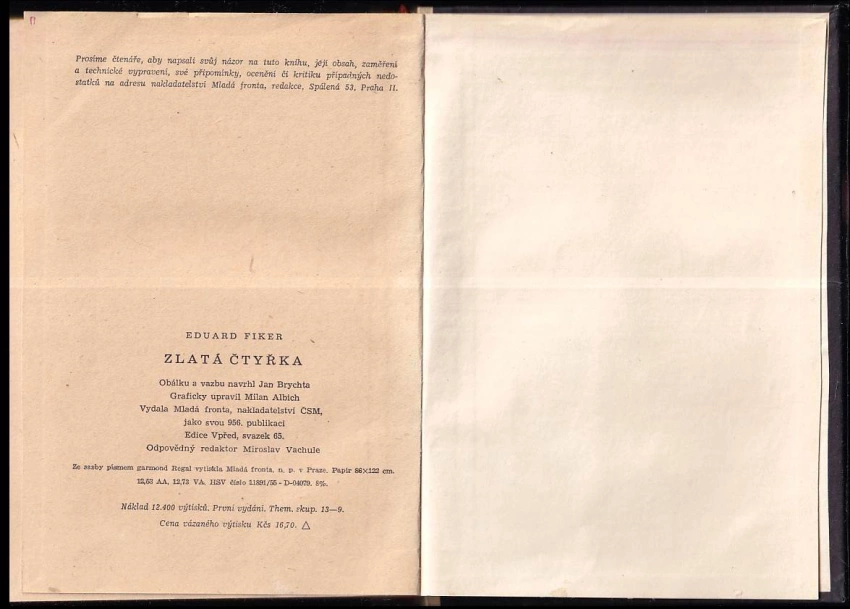 Prosíme čtenáře, aby napsali svůj názor na tuto knihu, její obsah, zaměření
a technické vypravení, své připomínky, ocenění či kritiku případných nedo-
statků na adresu nakladatelství Mladá fronta, redakce, Spálená 53, Praha II.
EDUARD FIKER
ZLATÁ ČTYŘKA
Obálku a vazbu navrhl Jan Brychta
Graficky upravil Milan Albich
Vydala Mladá fronta, nakladatelství ČSM,
jako svou 956. publikaci
Edice Vpřed, svazek 65.
Odpovědný redaktor Miroslav Vachule
Ze sazby písmem garmond Regal vytiskla Mladá fronta, n. p. v Praze. Papír 86×122 cm.
12,53 AA, 12,73 VA. HSV číslo 51891/55 - D-04979. 8%.
Náklad 12.400 výtisků. První vydání. Them. skup. 13—9.
Cena vázaného výtisku Kčs 16,70. △